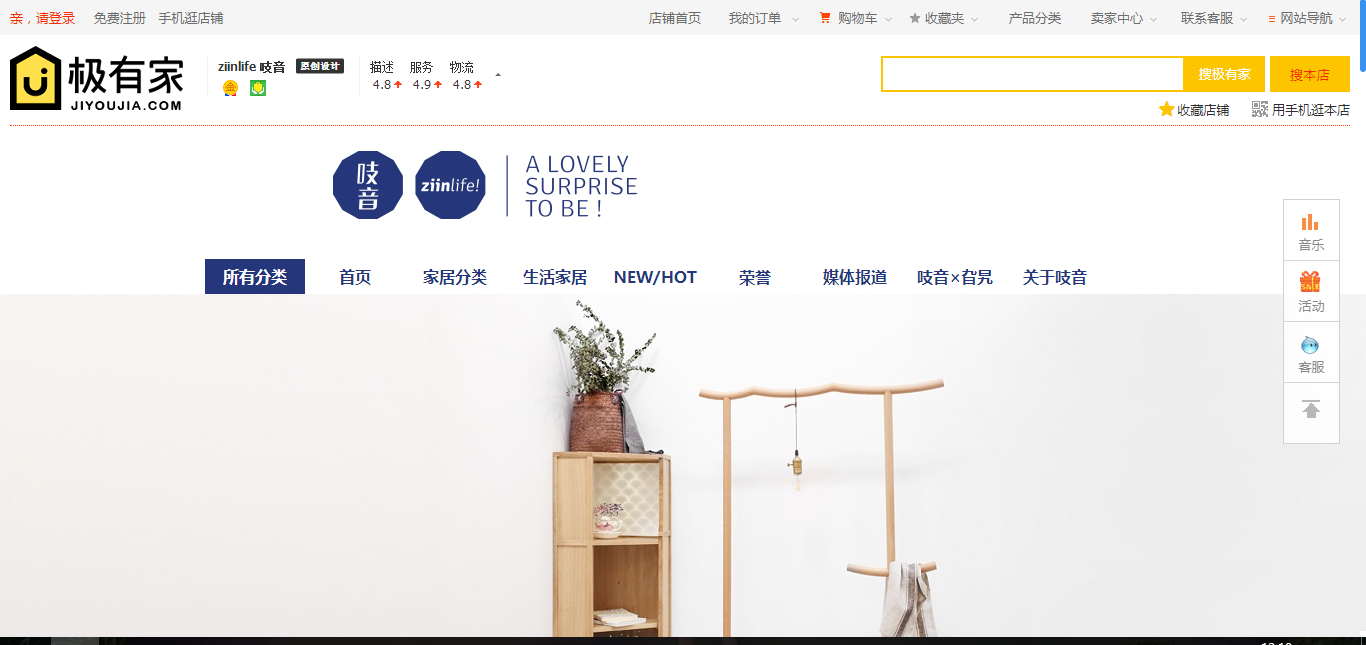 亲，请登录 免费注册 手机逛店铺 店铺首页 我的订单 购物车 收藏夹 产品分类 卖家中心 联系客服 网站导航
极有家
JIYOUJIA.COM
ziinlife 吱音 原创设计
描述 服务 物流
4.8 4.9 4.8
搜极有家 搜本店
收藏店铺 用手机逛本店
吱音
ziinlife!
A LOVELY
SURPRISE
TO BE !
所有分类 首页 家居分类 生活家居 NEW/HOT 荣誉 媒体报道 吱音×旮旯 关于吱音
音乐
SALE
活动
客服